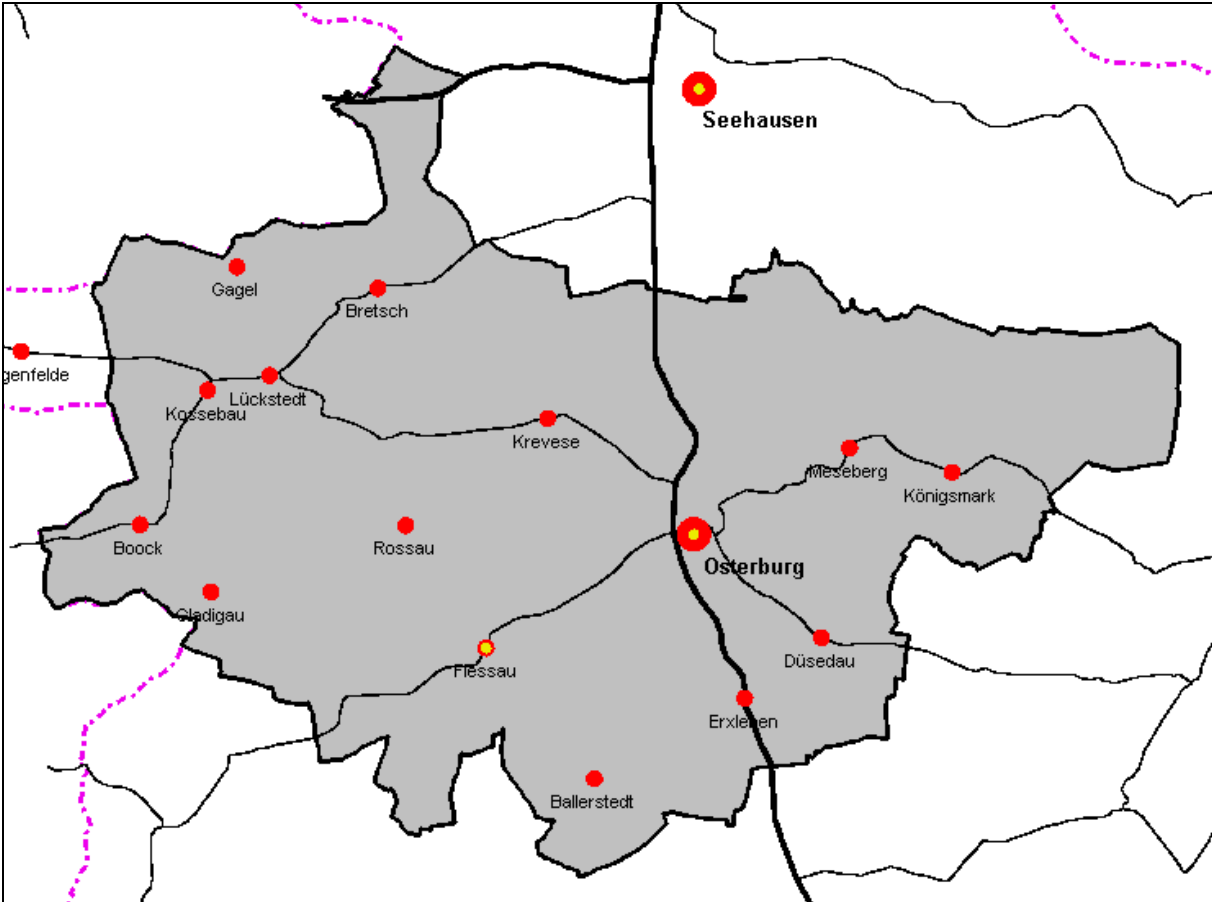 Seehausen
Gagel
Bretsch
genfelde
Lückstedt
Kossebau
Krevese
Meseberg
Königsmark
Boock
Rossau
Osterburg
Gladigau
Flessau
Düsedau
Erxleben
Ballerstedt